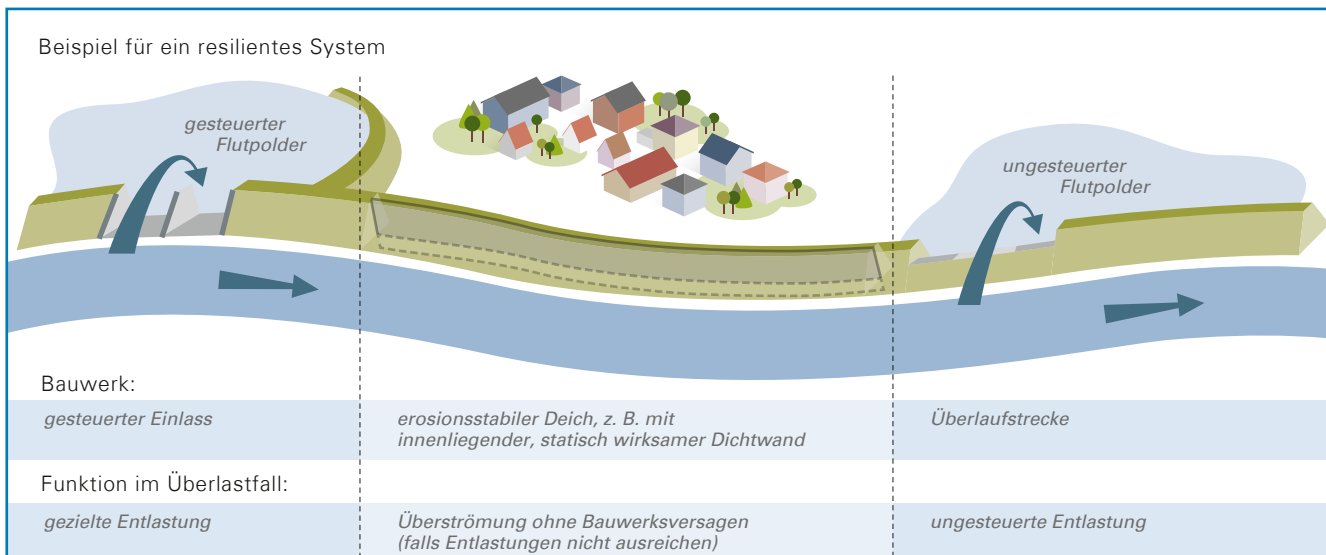 Beispiel für ein resilientes System
gesteuerter
Flutpolder
ungesteuerter
Flutpolder
Bauwerk:
gesteuerter Einlass
erosionsstabiler Deich, z. B. mit
innenliegender, statisch wirksamer Dichtwand
Überlaufstrecke
Funktion im Überlastfall:
gezielte Entlastung
Überströmung ohne Bauwerksversagen
(falls Entlastungen nicht ausreichen)
ungesteuerte Entlastung